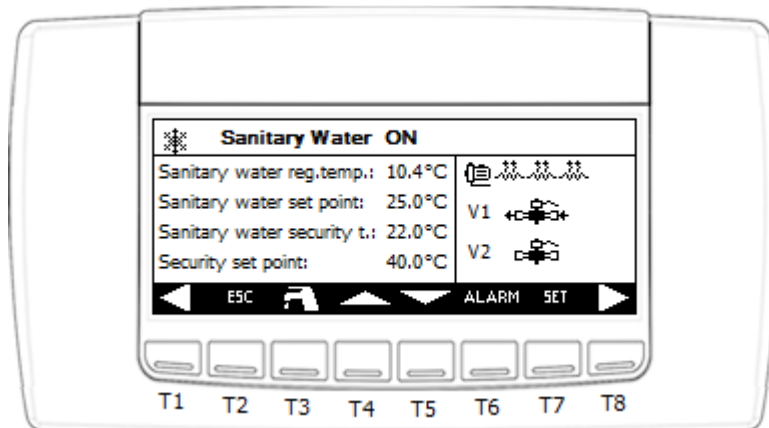 Sanitary Water ON
Sanitary water reg.temp.: 10.4°C
Sanitary water set point: 25.0°C
Sanitary water security t.: 22.0°C
Security set point: 40.0°C
V1
V2
ESC ALARM SET
T1 T2 T3 T4 T5 T6 T7 T8